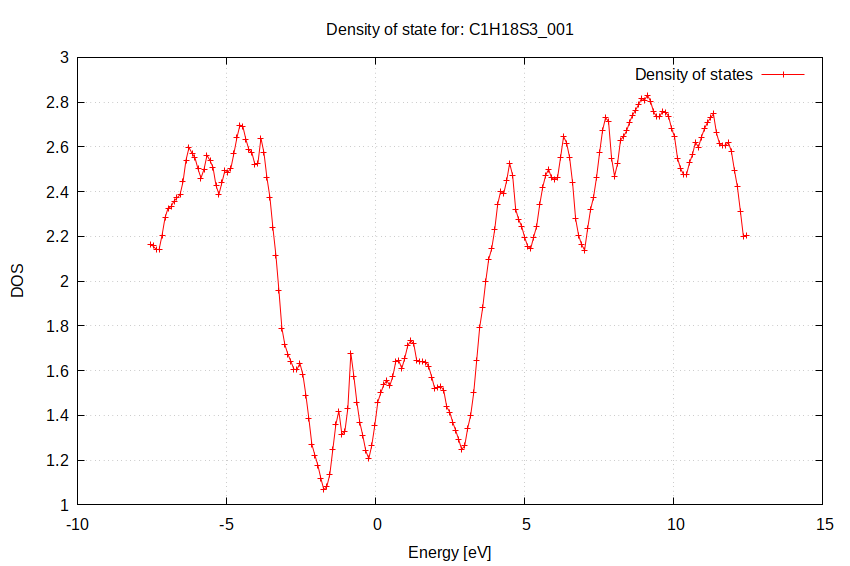 Density of state for: C1H18S3_001
Density of states
3
2.8
2.6
2.4
2.2
2
1.8
1.6
1.4
1.2
1
DOS
-10 -5 0 5 10 15
Energy [eV]